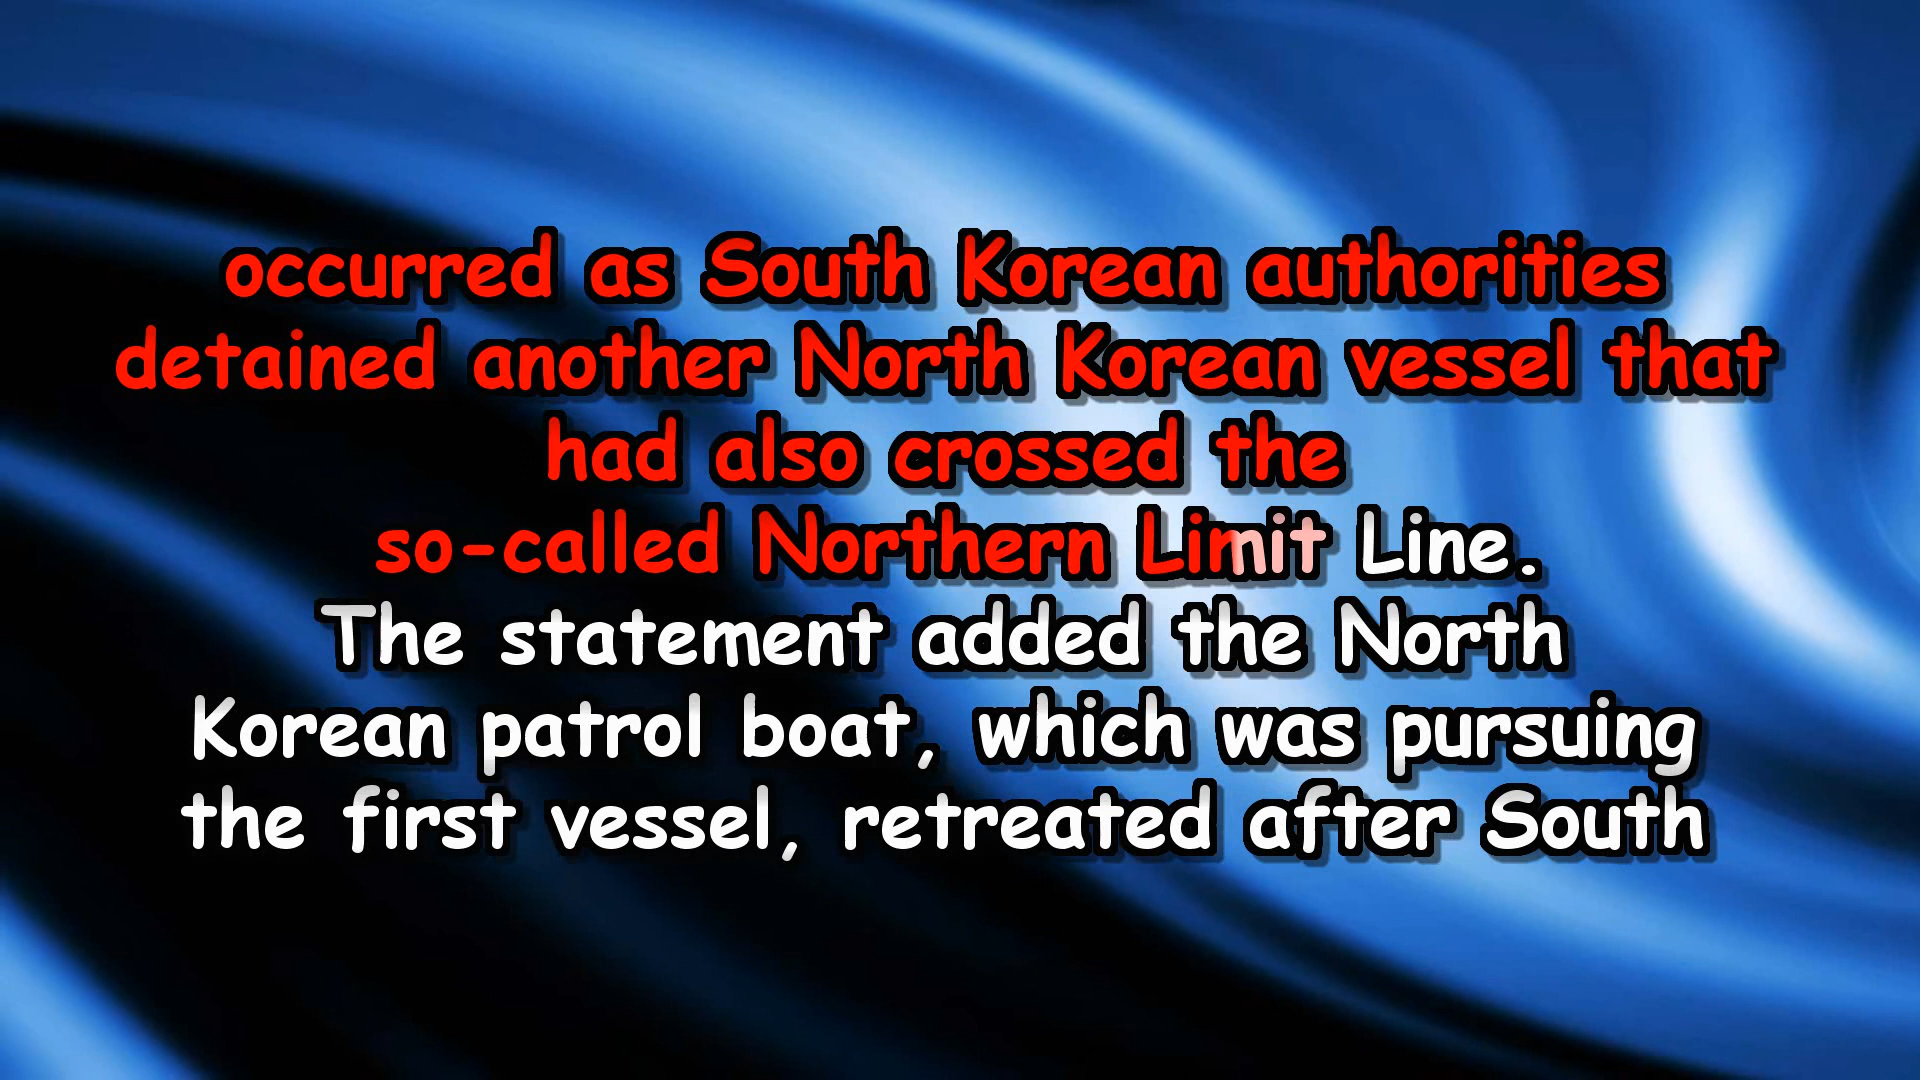 occurred as South Korean authorities
detained another North Korean vessel that
had also crossed the
so-called Northern Limit Line.
The statement added the North
Korean patrol boat, which was pursuing
the first vessel, retreated after South